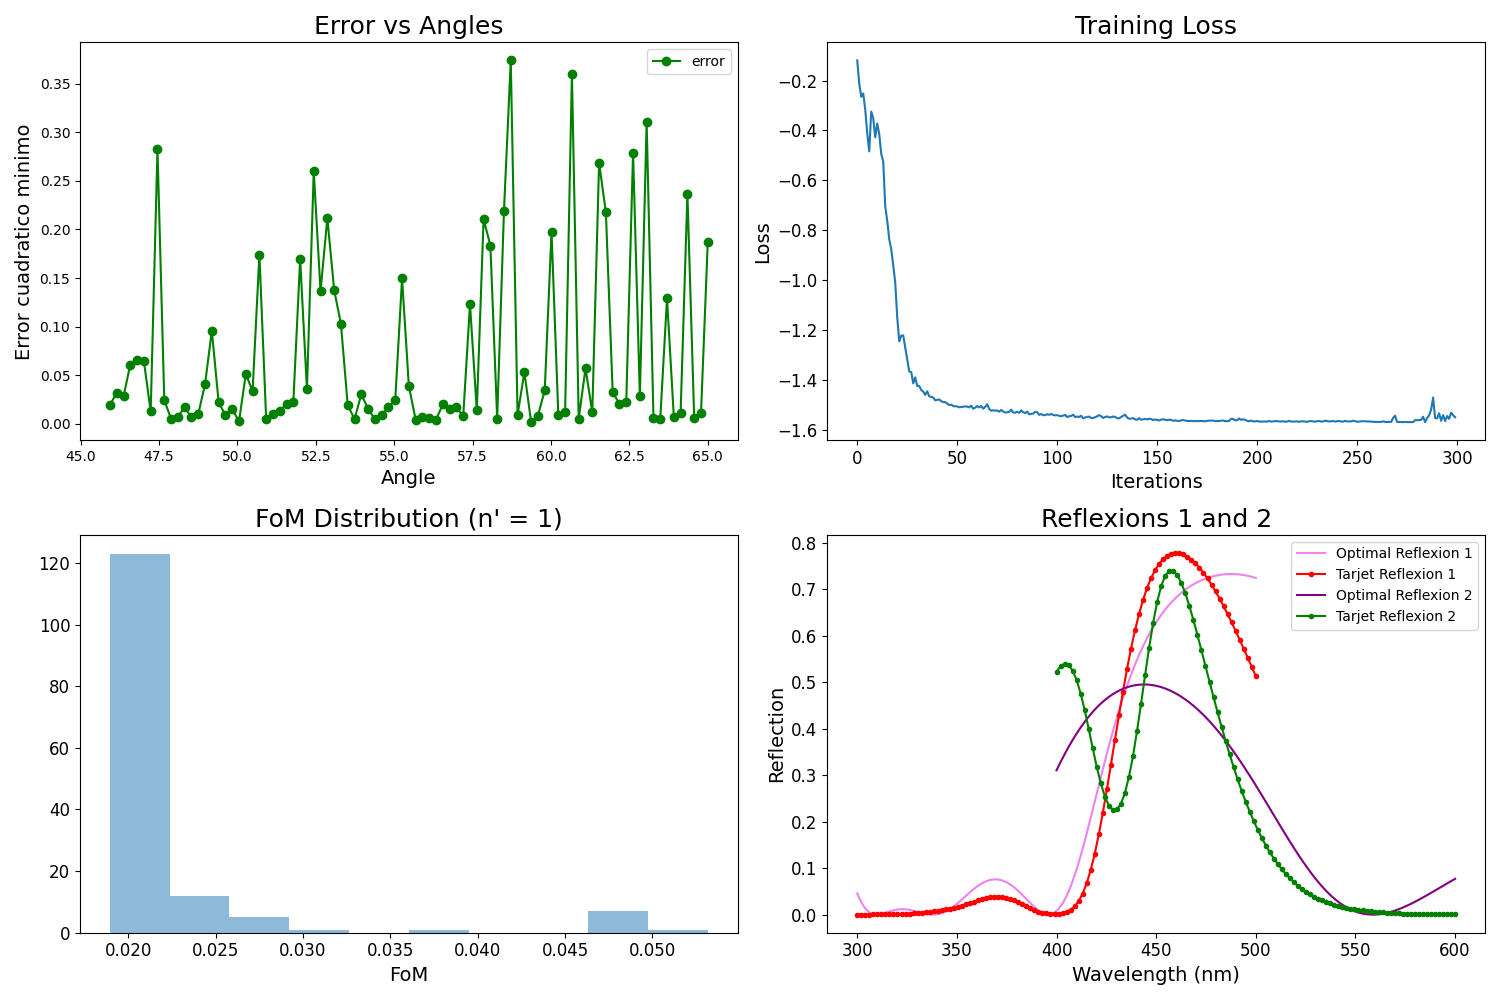 Error vs Angles
error
Error cuadratico minimo
0.35
0.30
0.25
0.20
0.15
0.10
0.05
0.00
45.0 47.5 50.0 52.5 55.0 57.5 60.0 62.5 65.0
Angle
Training Loss
Loss
−0.2
−0.4
−0.6
−0.8
−1.0
−1.2
−1.4
−1.6
0 50 100 150 200 250 300
Iterations
FoM Distribution (n' = 1)
120
100
80
60
40
20
0
0.020 0.025 0.030 0.035 0.040 0.045 0.050
FoM
Reflexions 1 and 2
Optimal Reflexion 1
Tarjet Reflexion 1
Optimal Reflexion 2
Tarjet Reflexion 2
Reflection
0.8
0.7
0.6
0.5
0.4
0.3
0.2
0.1
0.0
300 350 400 450 500 550 600
Wavelength (nm)